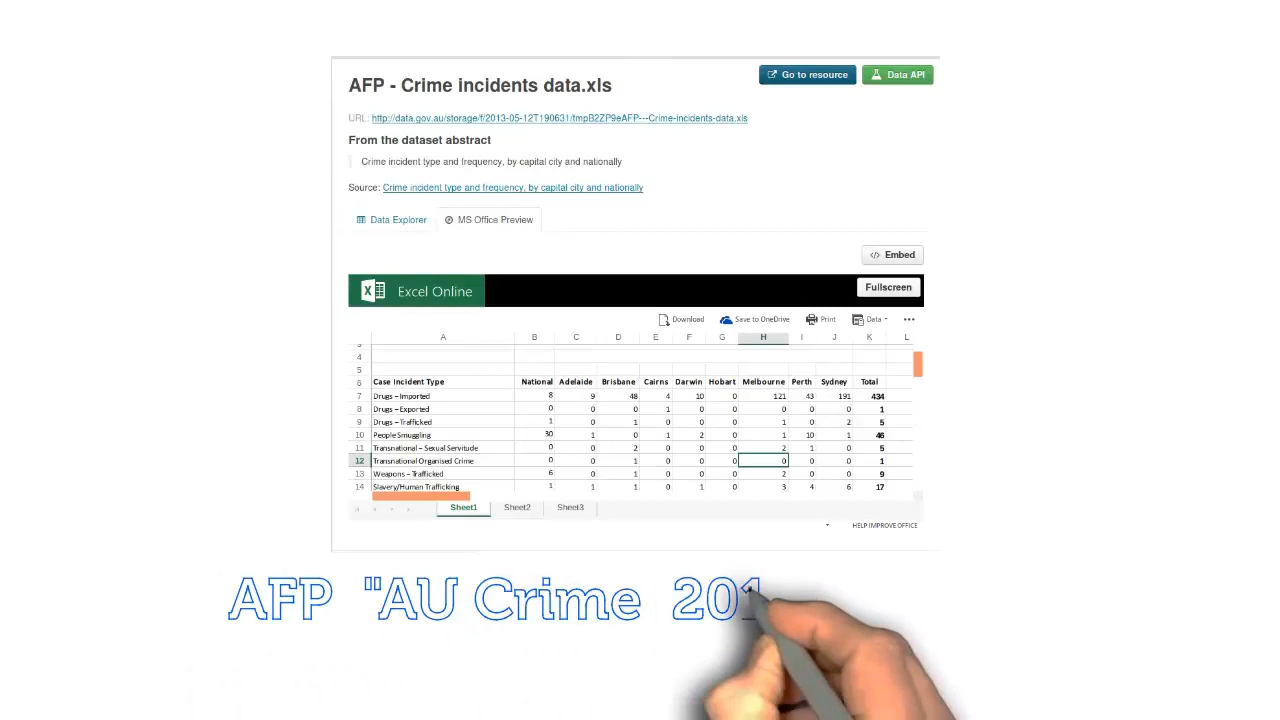 AFP - Crime incidents data.xls
Go to resource
Data API
URL: http://data.gov.au/storage/f/2013-05-12T190631/tmpB2ZP9eAFP---Crime-incidents-data.xls
From the dataset abstract
Crime incident type and frequency, by capital city and nationally
Source: Crime incident type and frequency, by capital city and nationally
Data Explorer
MS Office Preview
Embed
Excel Online
Fullscreen
Download Save to OneDrive Print Data
A B C D E F G H I J K L
3
4
5
6 Case Incident Type National Adelaide Brisbane Cairns Darwin Hobart Melbourne Perth Sydney Total
7 Drugs – Imported 8 9 48 4 10 0 121 43 191 434
8 Drugs – Exported 0 0 0 1 0 0 0 0 0 1
9 Drugs – Trafficked 1 0 1 0 0 0 1 0 2 5
10 People Smuggling 30 1 0 1 2 0 1 10 1 46
11 Transnational – Sexual Servitude 0 0 2 0 0 0 2 1 0 5
12 Transnational Organised Crime 0 0 1 0 0 0 0 0 0 1
13 Weapons – Trafficked 6 0 1 0 0 0 2 0 0 9
14 Slavery/Human Trafficking 1 1 1 0 1 0 3 4 6 17
Sheet1 Sheet2 Sheet3
HELP IMPROVE OFFICE
AFP "AU Crime 201